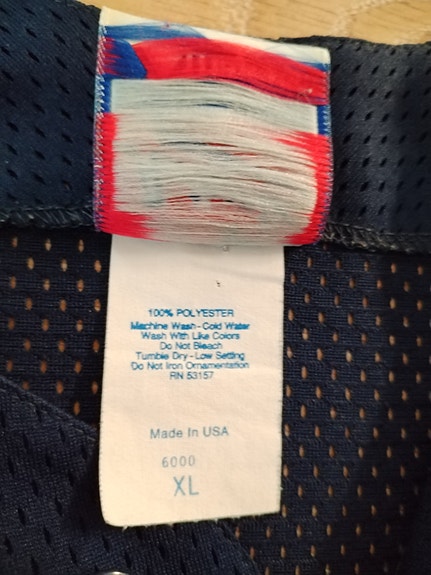 100% POLYESTER
Machine Wash - Cold Water
Wash With Like Colors
Do Not Bleach
Tumble Dry - Low Setting
Do Not Iron Ornamentation
RN 53157
Made In USA
6000
XL